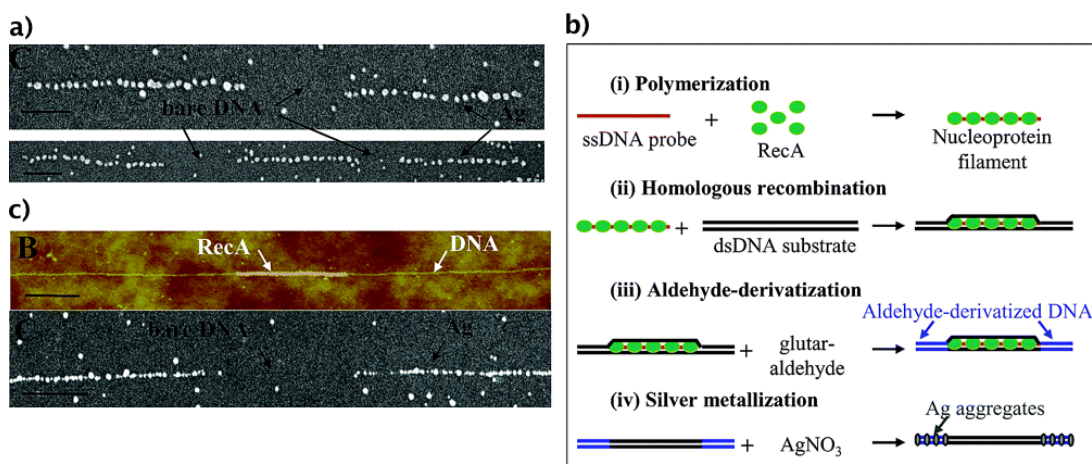 a)
C
bare DNA
Ag
c)
B
RecA
DNA
C
bare DNA
Ag
b)
(i) Polymerization
ssDNA probe
+
RecA
Nucleoprotein
filament
(ii) Homologous recombination
+
dsDNA substrate
(iii) Aldehyde-derivatization
Aldehyde-derivatized DNA
+
glutar-
aldehyde
(iv) Silver metallization
Ag aggregates
+
AgNO₃